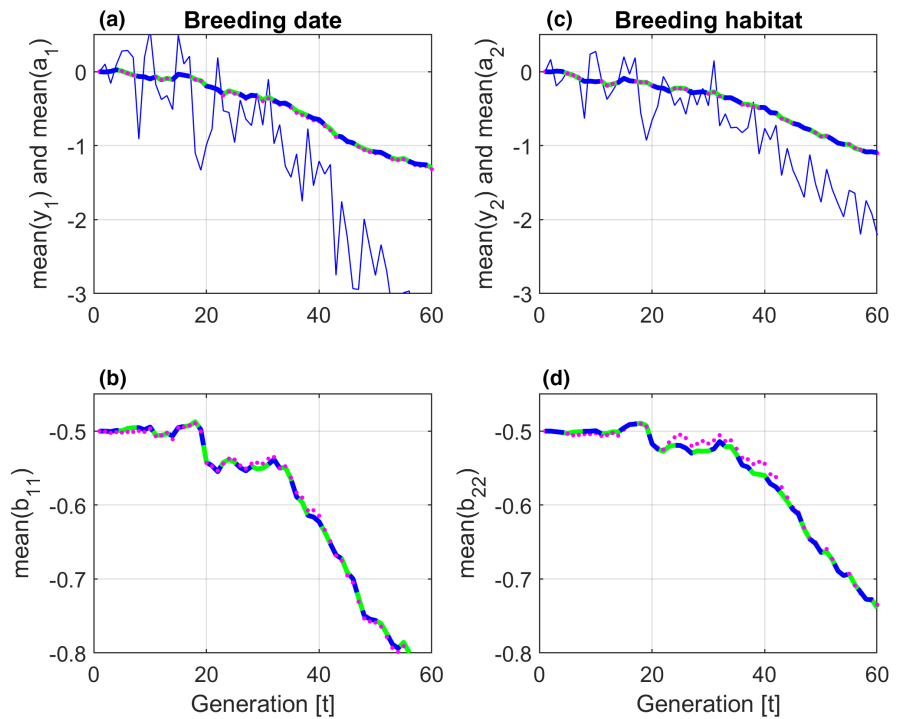 (a) Breeding date
mean(y1) and mean(a1)
0
-1
-2
-3
0 20 40 60
(c) Breeding habitat
mean(y2) and mean(a2)
0
-1
-2
-3
0 20 40 60
(b)
mean(b11)
-0.5
-0.6
-0.7
-0.8
0 20 40 60
Generation [t]
(d)
mean(b22)
-0.5
-0.6
-0.7
-0.8
0 20 40 60
Generation [t]